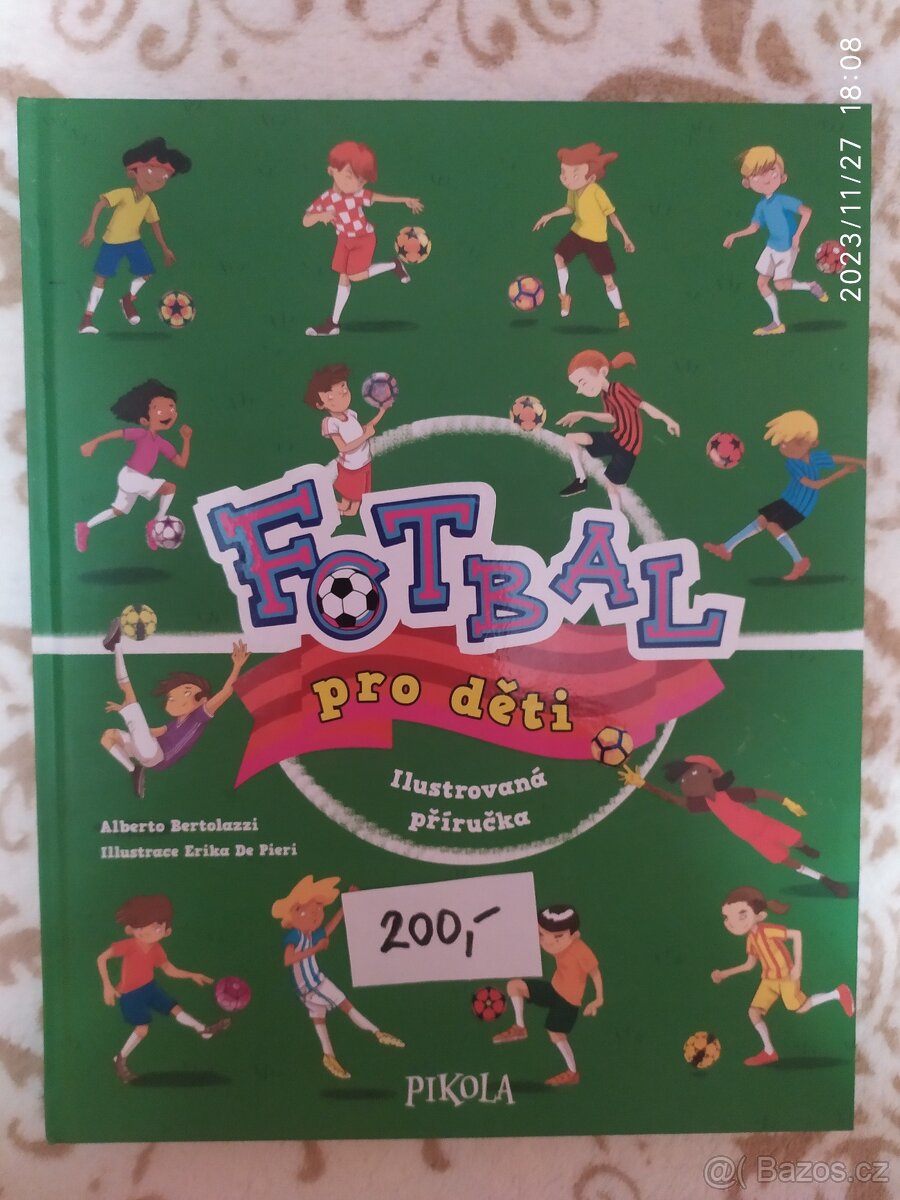 2023/11/27 18:08
FOTBAL
pro děti
Ilustrovaná
příručka
Alberto Bertolazzi
Illustrace Erika De Pieri
200,-
PIKOLA
@( Bazos.cz